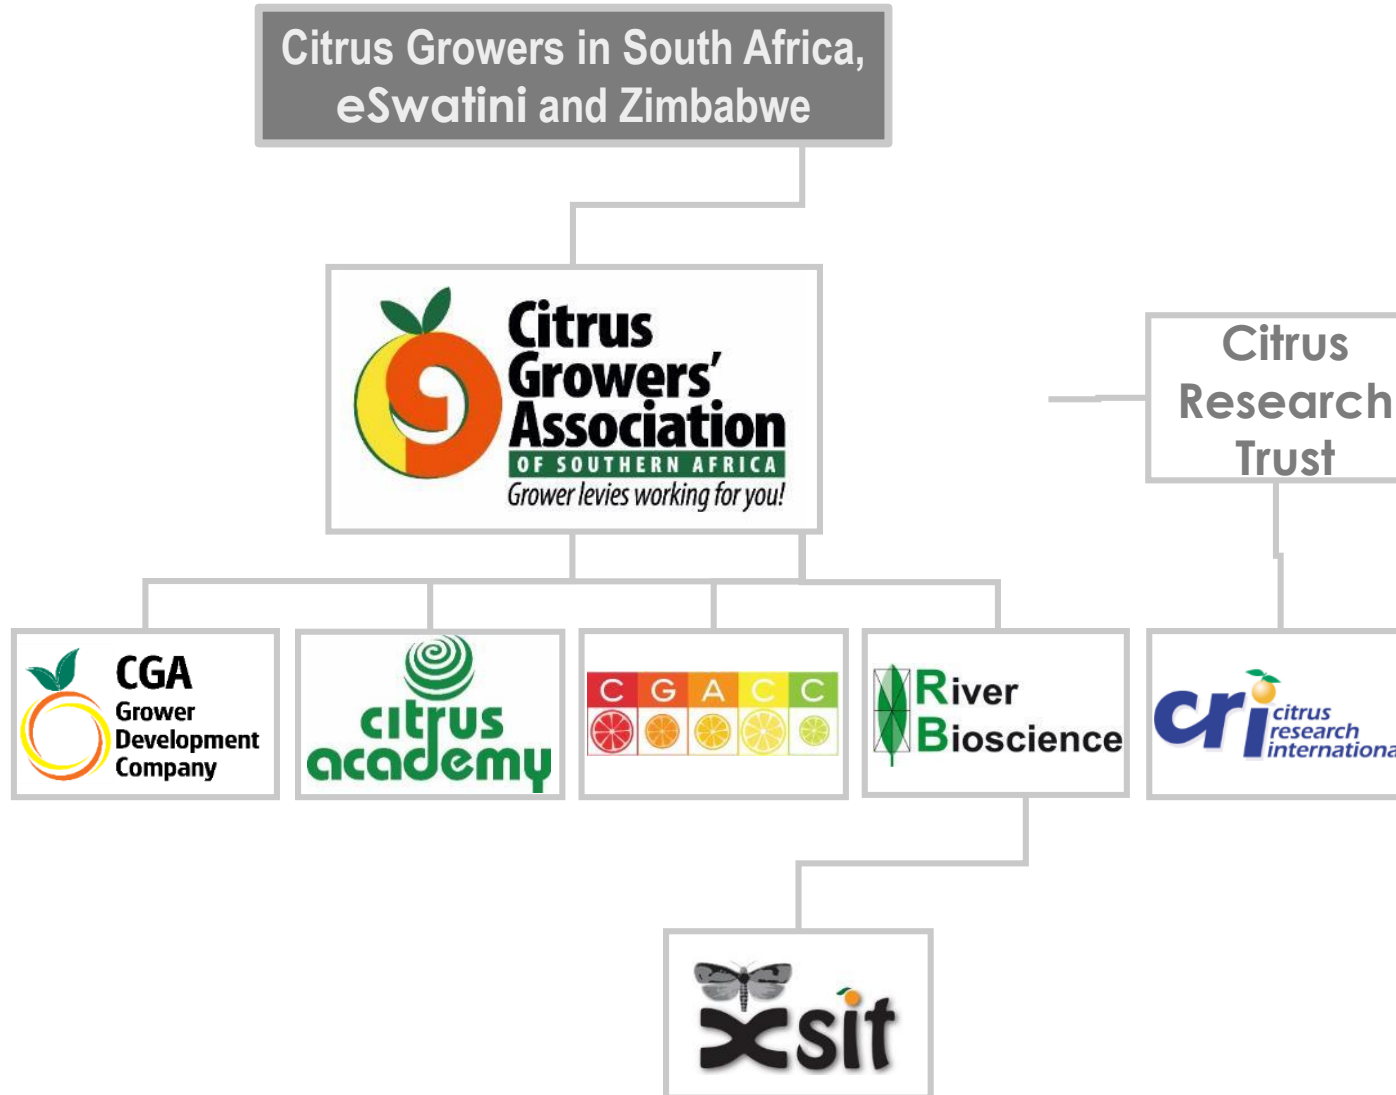 Citrus Growers in South Africa,
eSwatini and Zimbabwe
Citrus
Growers'
Association
OF SOUTHERN AFRICA
Grower levies working for you!
Citrus
Research
Trust
CGA
Grower
Development
Company
citrus
academy
C G A C C
River
Bioscience
cri
citrus
research
internationa
xsit